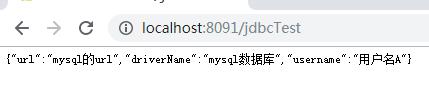 localhost:8091/jdbcTest
{"url":"mysql的url","driverName":"mysql数据库","username":"用户名A"}